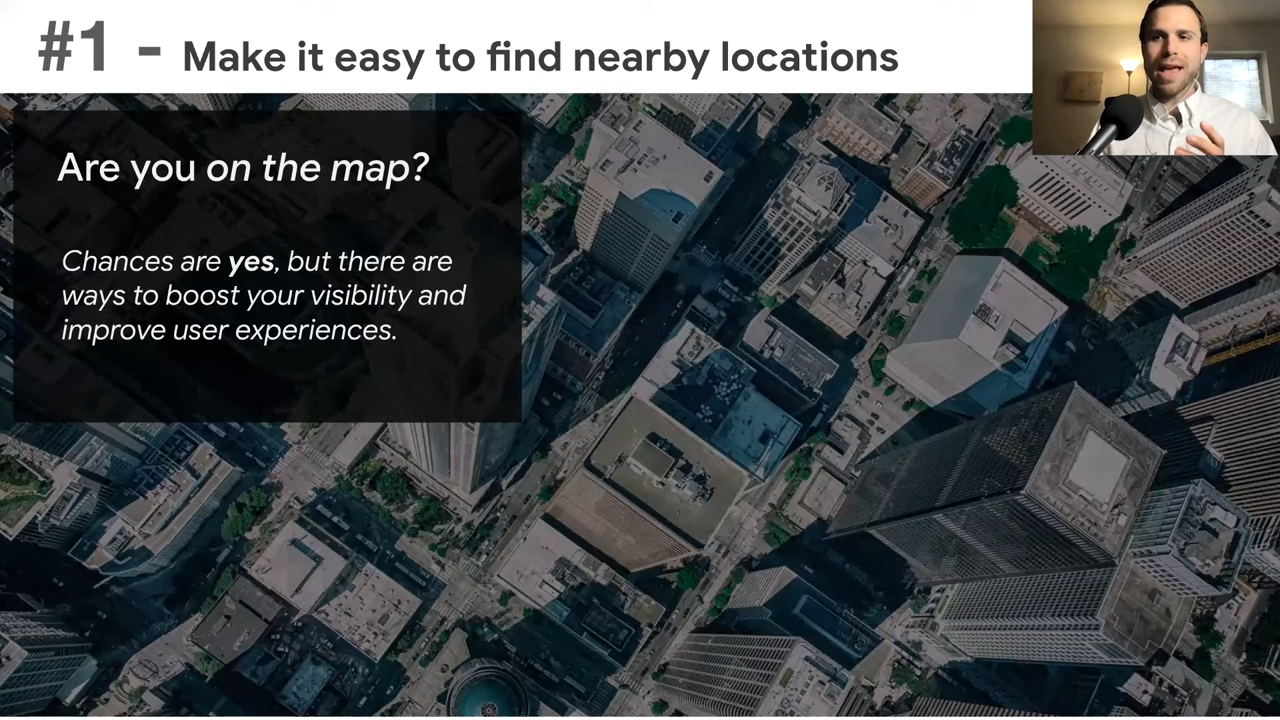 #1 - Make it easy to find nearby locations
Are you on the map?
Chances are yes, but there are
ways to boost your visibility and
improve user experiences.